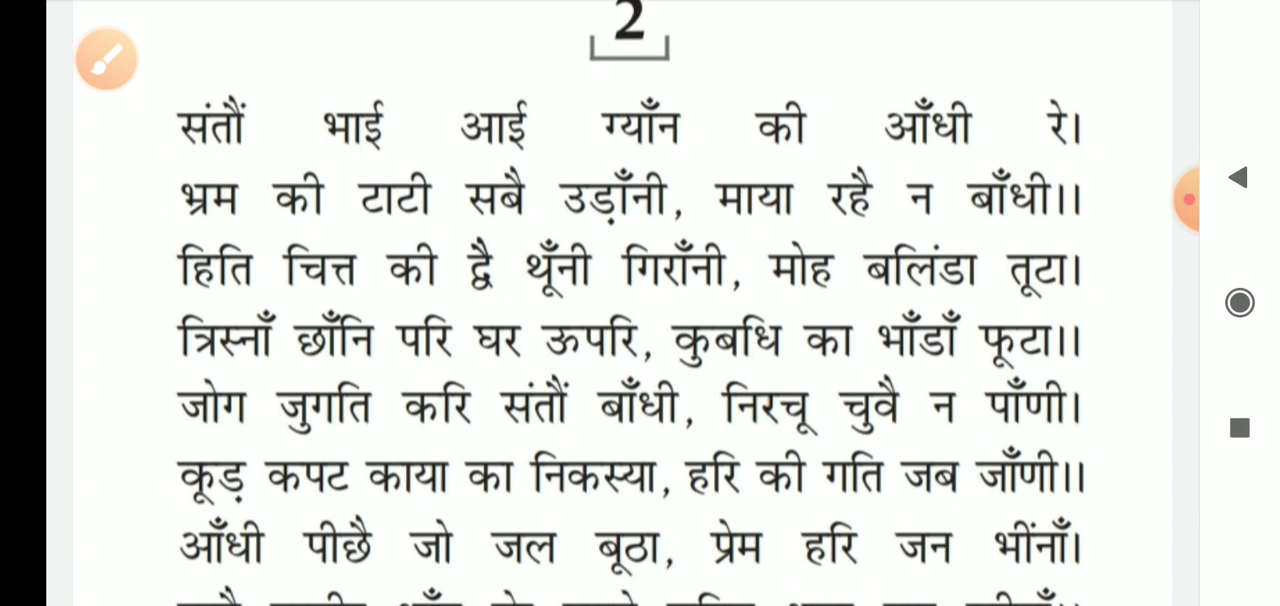 2
संतौं भाई आई ग्याँन की आँधी रे।
भ्रम की टाटी सबै उड़ाँनी, माया रहै न बाँधी।।
हिति चित्त की द्वै थूँनी गिराँनी, मोह बलिंडा तूटा।
त्रिस्नाँ छाँनि परि घर ऊपरि, कुबधि का भाँडाँ फूटा।।
जोग जुगति करि संतौं बाँधी, निरचू चुवै न पाँणी।
कूड़ कपट काया का निकस्या, हरि की गति जब जाँणी।।
आँधी पीछै जो जल बूठा, प्रेम हरि जन भींनाँ।